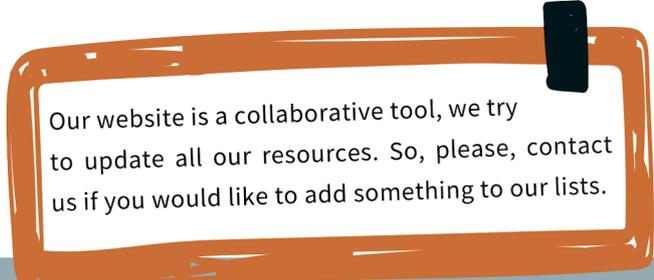 Our website is a collaborative tool, we try
to update all our resources. So, please, contact
us if you would like to add something to our lists.